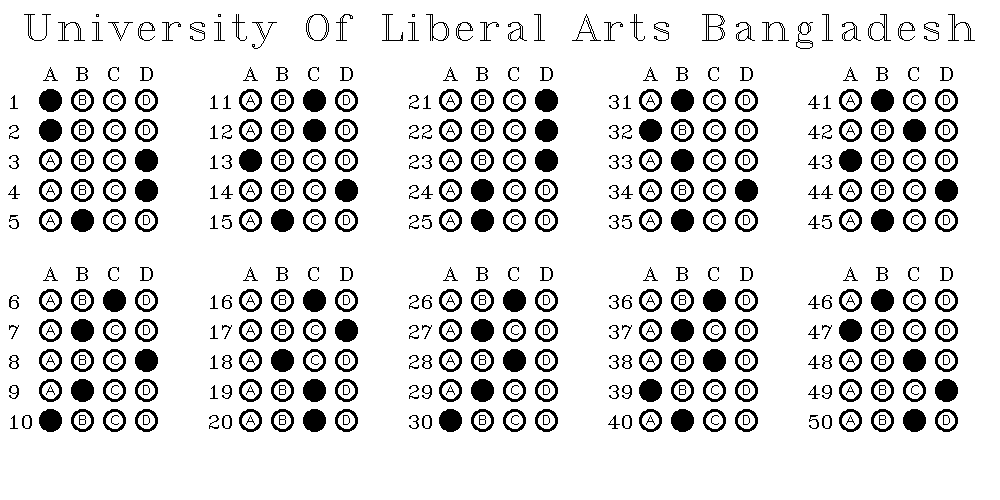 University Of Liberal Arts Bangladesh
A B C D A B C D A B C D A B C D A B C D
1 B C D 11 A B D 21 A B C 31 A C D 41 A C D
2 B C D 12 A B D 22 A B C 32 B C D 42 A B D
3 A B C 13 B C D 23 A B C 33 A C D 43 B C D
4 A B C 14 A B C 24 A C D 34 A B C 44 A B C
5 A C D 15 A C D 25 A C D 35 A C D 45 A C D
A B C D A B C D A B C D A B C D A B C D
6 A B D 16 A B D 26 A B D 36 A B D 46 A C D
7 A C D 17 A B C 27 A C D 37 A C D 47 B C D
8 A B C 18 A C D 28 A B D 38 A B D 48 A B D
9 A C D 19 A B D 29 A C D 39 B C D 49 A B C
10 B C D 20 A B D 30 B C D 40 A C D 50 A B D